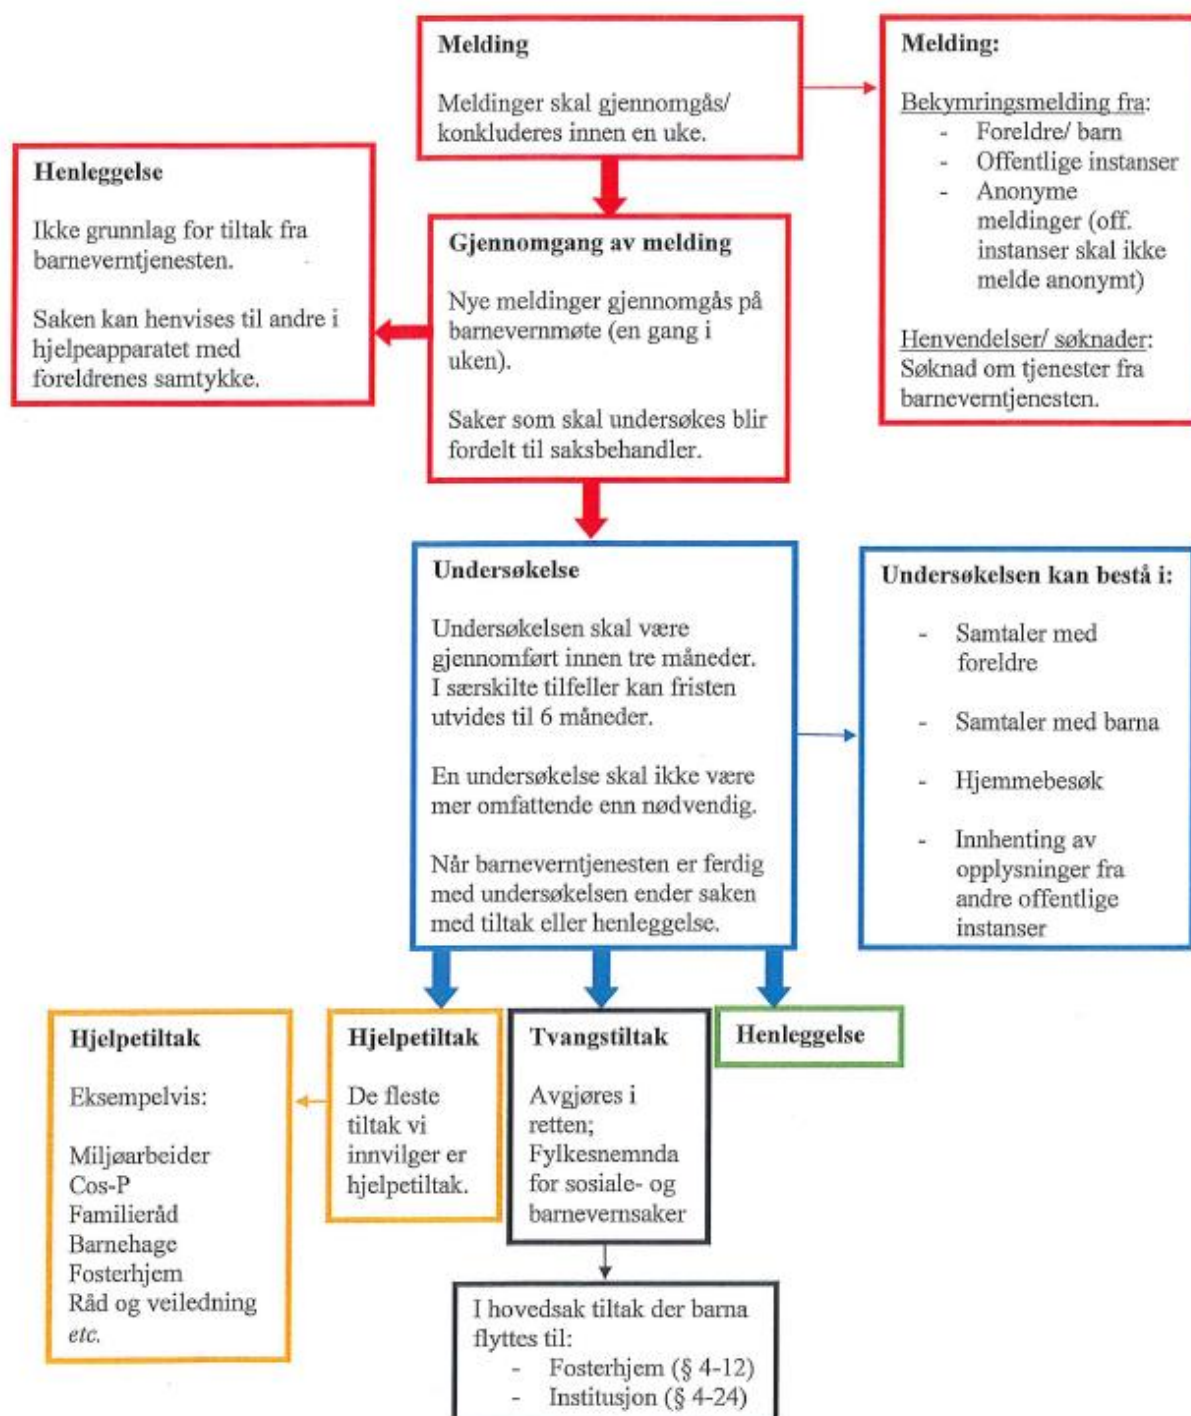 Melding
Meldinger skal gjennomgås/
konkluderes innen en uke.
Melding:
Bekymringsmelding fra:
- Foreldre/ barn
- Offentlige instanser
- Anonyme
meldinger (off.
instanser skal ikke
melde anonymt)
Henvendelser/ søknader:
Søknad om tjenester fra
barneverntjenesten.
Henleggelse
Ikke grunnlag for tiltak fra
barneverntjenesten.
Saken kan henvises til andre i
hjelpeapparatet med
foreldrenes samtykke.
Gjennomgang av melding
Nye meldinger gjennomgås på
barnevernmøte (en gang i
uken).
Saker som skal undersøkes blir
fordelt til saksbehandler.
Undersøkelse
Undersøkelsen skal være
gjennomført innen tre måneder.
I særskilte tilfeller kan fristen
utvides til 6 måneder.
En undersøkelse skal ikke være
mer omfattende enn nødvendig.
Når barneverntjenesten er ferdig
med undersøkelsen ender saken
med tiltak eller henleggelse.
Undersøkelsen kan bestå i:
- Samtaler med
foreldre
- Samtaler med barna
- Hjemmebesøk
- Innhenting av
opplysninger fra
andre offentlige
instanser
Hjelpetiltak
Eksempelvis:
Miljøarbeider
Cos-P
Familieråd
Barnehage
Fosterhjem
Råd og veiledning
etc.
Hjelpetiltak
De fleste
tiltak vi
innvilger er
hjelpetiltak.
Tvangstiltak
Avgjøres i
retten;
Fylkesnemnda
for sosiale- og
barnevernsaker
Henleggelse
I hovedsak tiltak der barna
flyttes til:
- Fosterhjem (§ 4-12)
- Institusjon (§ 4-24)